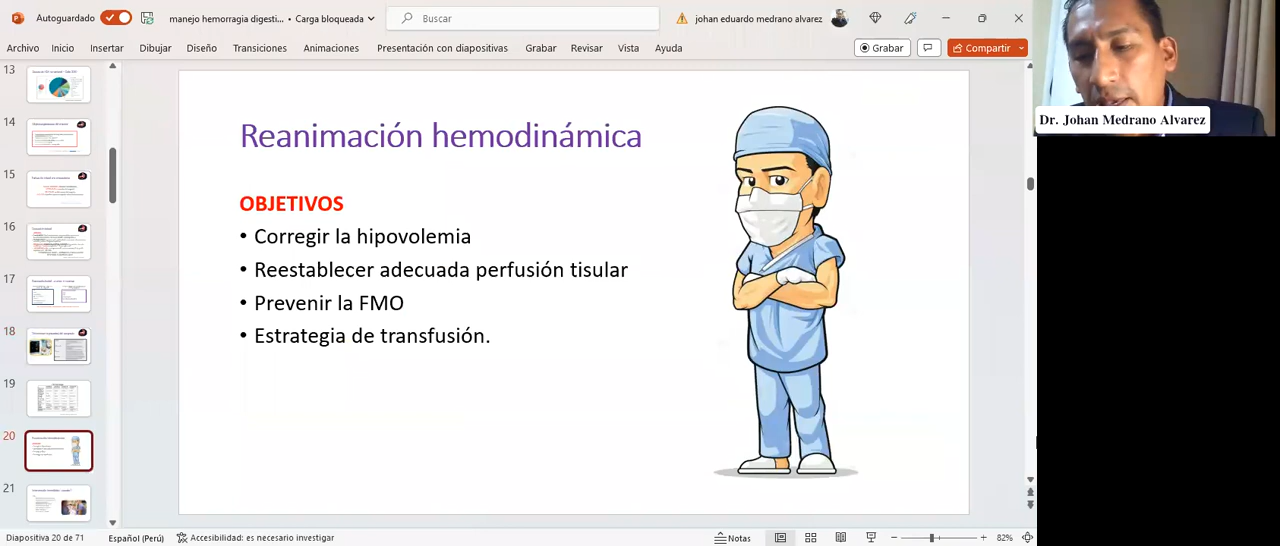 Autoguardado
manejo hemorragia digesti... • Carga bloqueada
Buscar
johan eduardo medrano alvarez
Archivo Inicio Insertar Dibujar Diseño Transiciones Animaciones Presentación con diapositivas Grabar Revisar Vista Ayuda
Grabar
Compartir
Dr. Johan Medrano Alvarez
13
14
15
16
17
18
19
20
21
Reanimación hemodinámica
OBJETIVOS
• Corregir la hipovolemia
• Reestablecer adecuada perfusión tisular
• Prevenir la FMO
• Estrategia de transfusión.
Diapositiva 20 de 71
Español (Perú)
Accesibilidad: es necesario investigar
Notas
82%